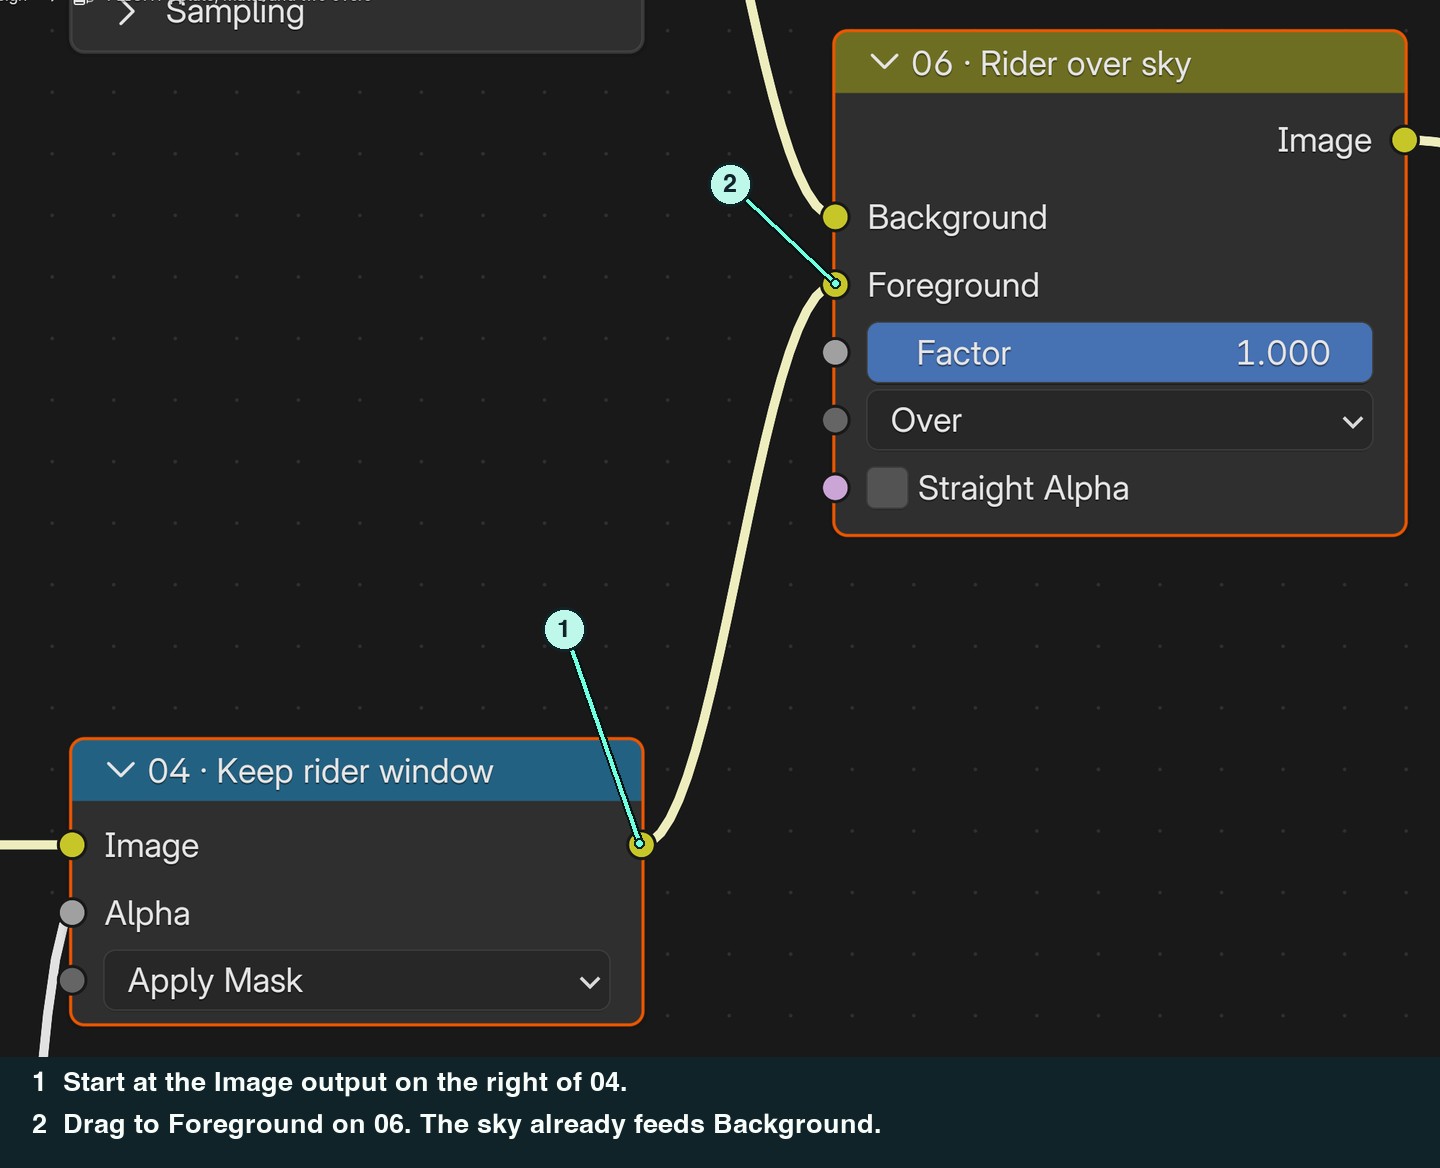 Sampling
06 · Rider over sky
Image
2
Background
Foreground
Factor 1.000
Over
Straight Alpha
1
04 · Keep rider window
Image
Alpha
Apply Mask
1 Start at the Image output on the right of 04.
2 Drag to Foreground on 06. The sky already feeds Background.